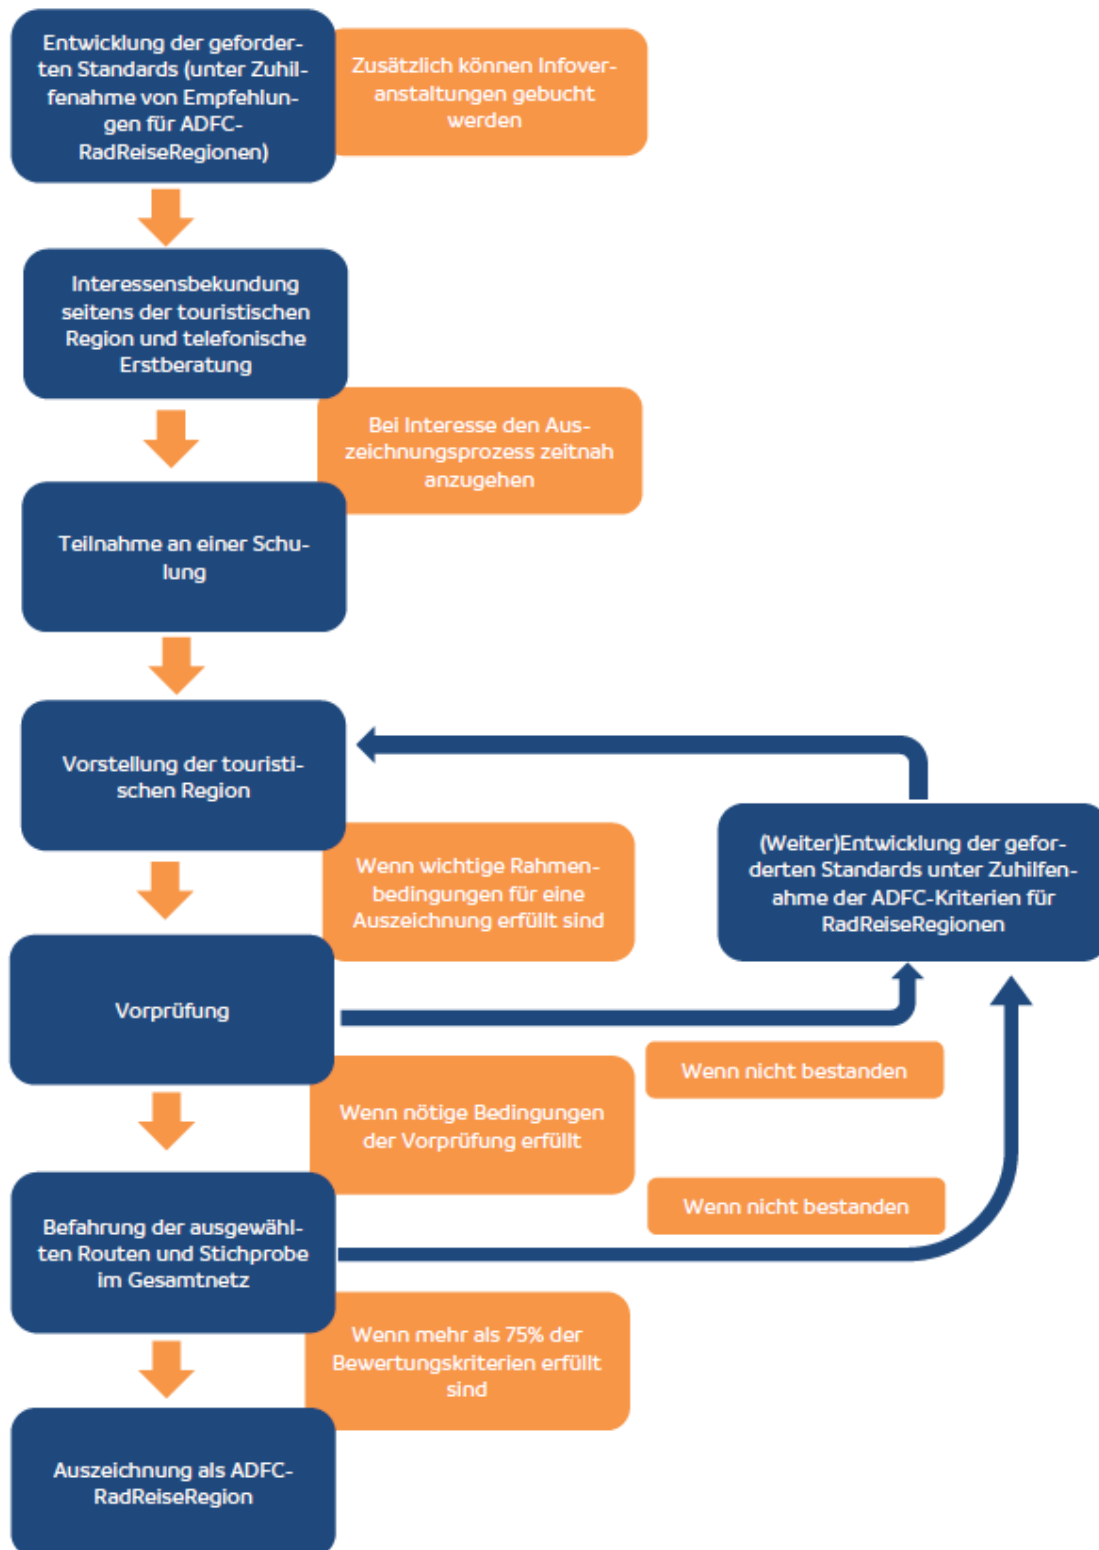 Entwicklung der geforder-
ten Standards (unter Zuhil-
fenahme von Empfehlun-
gen für ADFC-
RadReiseRegionen)
Zusätzlich können Infover-
anstaltungen gebucht
werden
Interessensbekundung
seitens der touristischen
Region und telefonische
Erstberatung
Bei Interesse den Aus-
zeichnungsprozess zeitnah
anzugehen
Teilnahme an einer Schu-
lung
Vorstellung der touristi-
schen Region
(Weiter)Entwicklung der gefor-
derten Standards unter Zuhilfen-
ahme der ADFC-Kriterien für
RadReiseRegionen
Wenn wichtige Rahmen-
bedingungen für eine
Auszeichnung erfüllt sind
Vorprüfung
Wenn nicht bestanden
Wenn nötige Bedingungen
der Vorprüfung erfüllt
Wenn nicht bestanden
Befahrung der ausgewähl-
ten Routen und Stichprobe
im Gesamtnetz
Wenn mehr als 75% der
Bewertungskriterien erfüllt
sind
Auszeichnung als ADFC-
RadReiseRegion